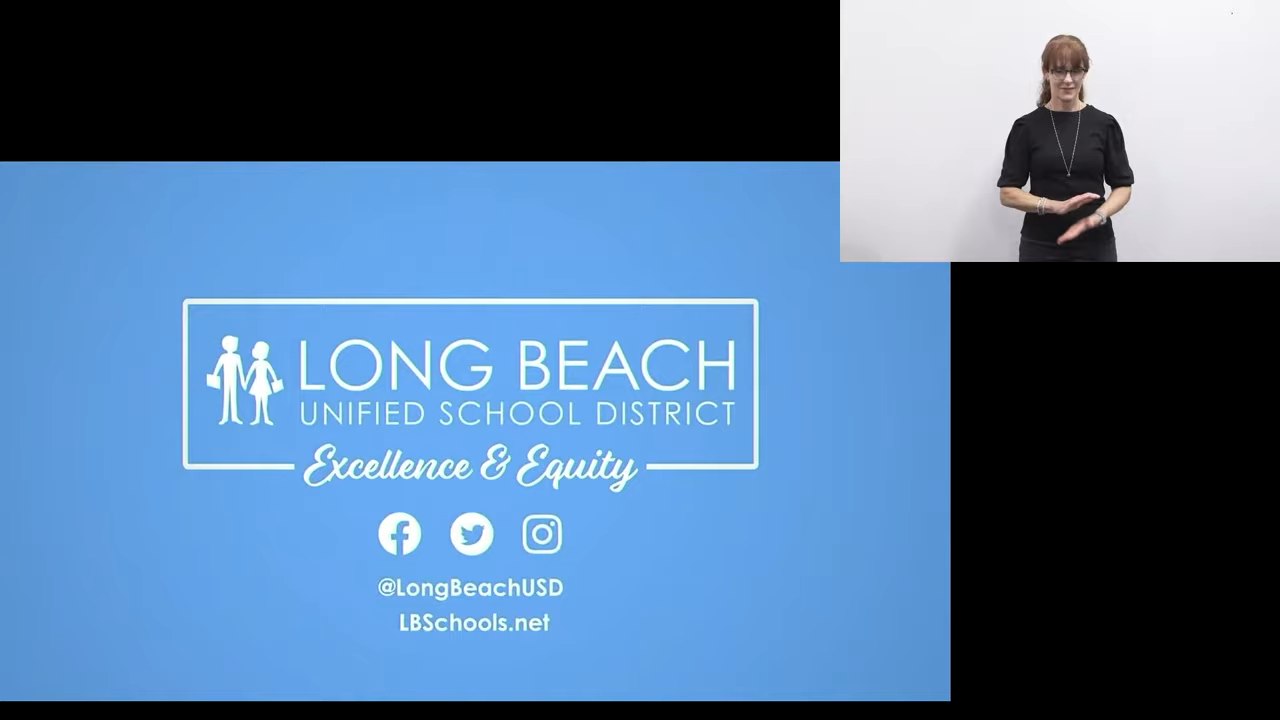 LONG BEACH
UNIFIED SCHOOL DISTRICT
Excellence & Equity
@LongBeachUSD
LBSchools.net